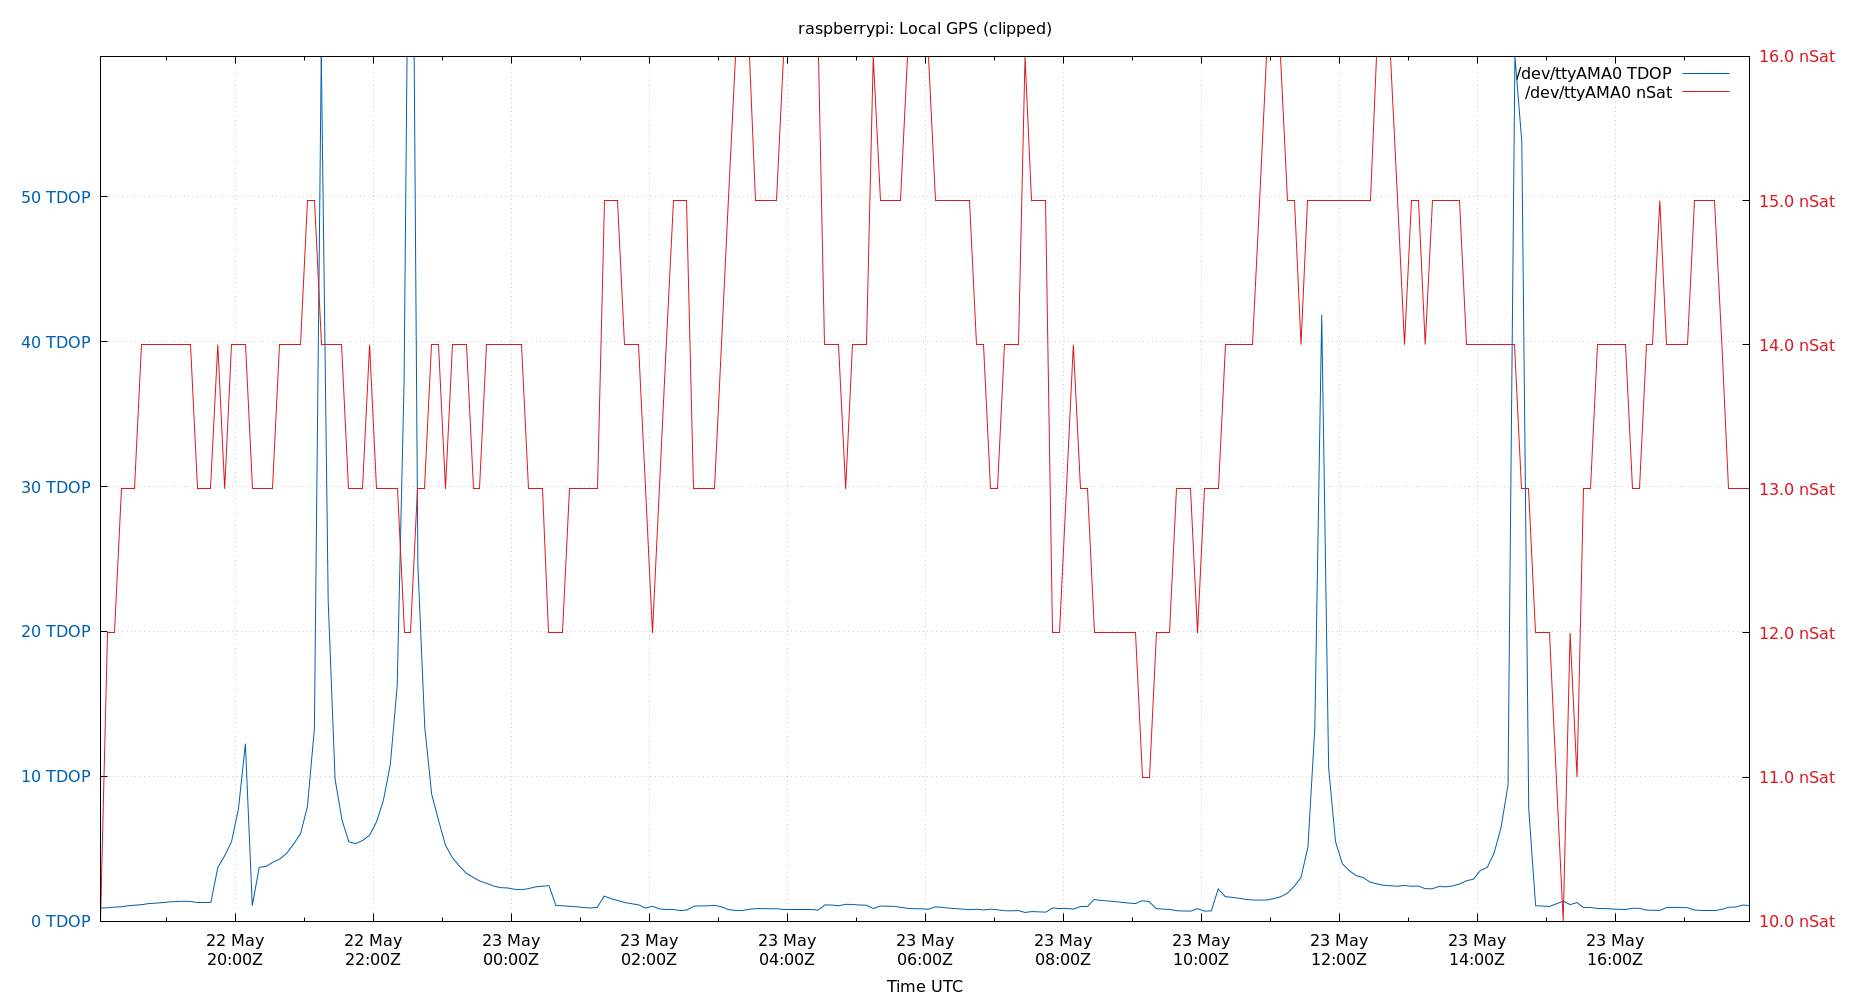 raspberrypi: Local GPS (clipped)
16.0 nSat
/dev/ttyAMA0 TDOP
/dev/ttyAMA0 nSat
50 TDOP
15.0 nSat
40 TDOP
14.0 nSat
30 TDOP
13.0 nSat
20 TDOP
12.0 nSat
10 TDOP
11.0 nSat
0 TDOP
10.0 nSat
22 May
20:00Z
22 May
22:00Z
23 May
00:00Z
23 May
02:00Z
23 May
04:00Z
23 May
06:00Z
23 May
08:00Z
23 May
10:00Z
23 May
12:00Z
23 May
14:00Z
23 May
16:00Z
Time UTC